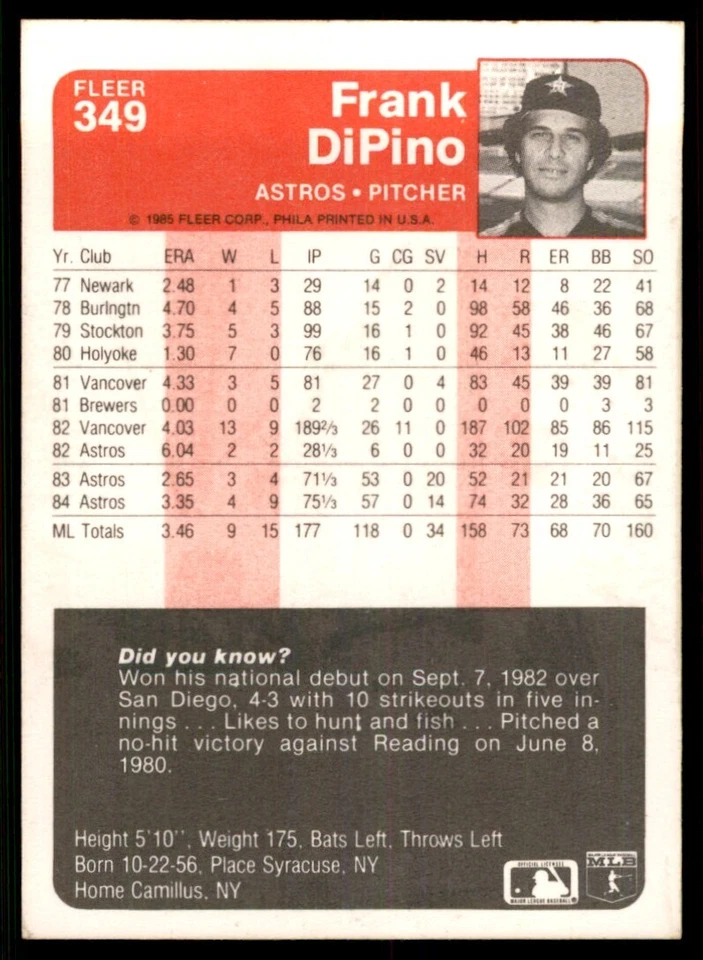 FLEER
349
Frank
DiPino
ASTROS • PITCHER
© 1985 FLEER CORP., PHILA PRINTED IN U.S.A.
Yr. Club ERA W L IP G CG SV H R ER BB SO
77 Newark 2.48 1 3 29 14 0 2 14 12 8 22 41
78 Burlngtn 4.70 4 5 88 15 2 0 98 58 46 36 68
79 Stockton 3.75 5 3 99 16 1 0 92 45 38 46 67
80 Holyoke 1.30 7 0 76 16 1 0 46 13 11 27 58
81 Vancover 4.33 3 5 81 27 0 4 83 45 39 39 81
81 Brewers 0.00 0 0 2 2 0 0 0 0 0 3 3
82 Vancover 4.03 13 9 189⅔ 26 11 0 187 102 85 86 115
82 Astros 6.04 2 2 28⅓ 6 0 0 32 20 19 11 25
83 Astros 2.65 3 4 71⅓ 53 0 20 52 21 21 20 67
84 Astros 3.35 4 9 75⅓ 57 0 14 74 32 28 36 65
ML Totals 3.46 9 15 177 118 0 34 158 73 68 70 160
Did you know?
Won his national debut on Sept. 7, 1982 over
San Diego, 4-3 with 10 strikeouts in five in-
nings . . . Likes to hunt and fish . . . Pitched a
no-hit victory against Reading on June 8,
1980.
Height 5'10'', Weight 175, Bats Left, Throws Left
Born 10-22-56, Place Syracuse, NY
Home Camillus, NY
OFFICIAL LICENSEE
MAJOR LEAGUE BASEBALL
MLB